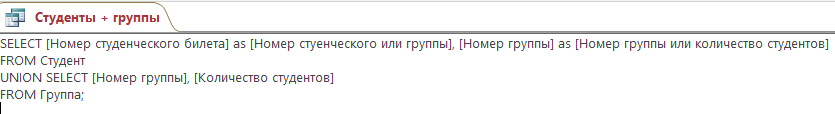 Студенты + группы
SELECT [Номер студенческого билета] as [Номер стуенческого или группы], [Номер группы] as [Номер группы или количество студентов]
FROM Студент
UNION SELECT [Номер группы], [Количество студентов]
FROM Группа;